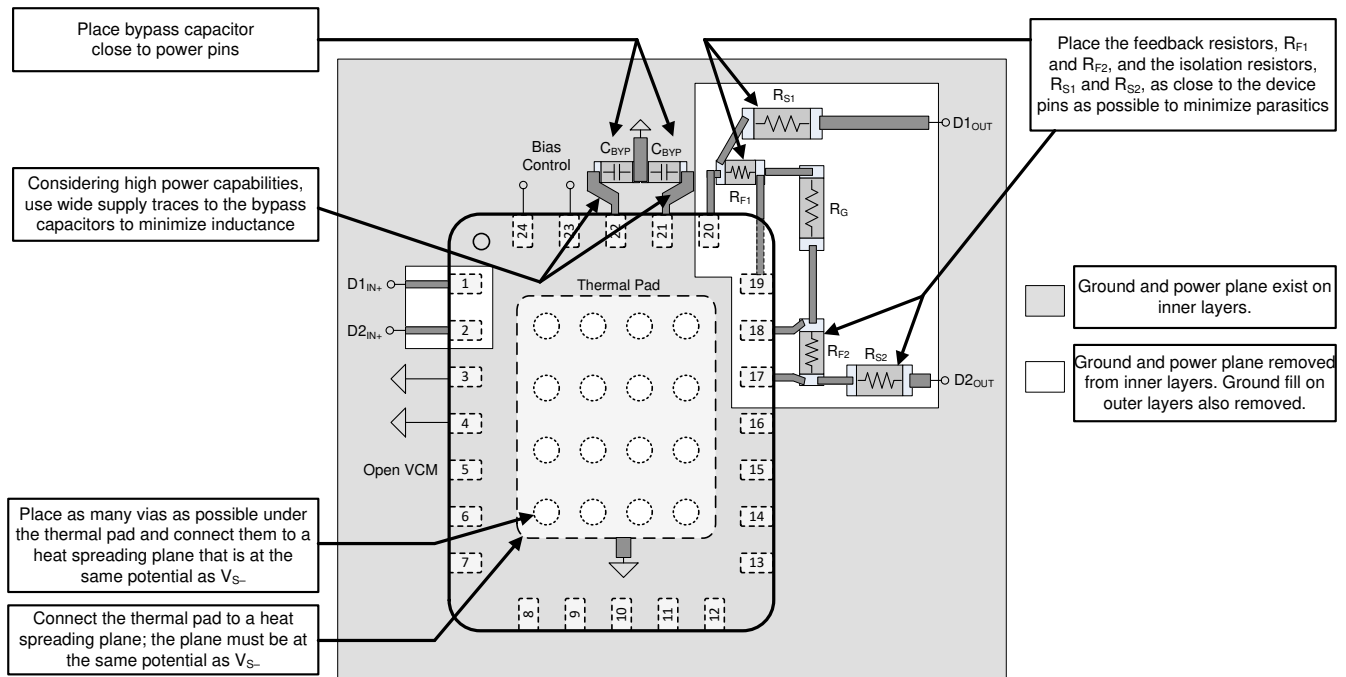 Place bypass capacitor
close to power pins
Place the feedback resistors, RF1
and RF2, and the isolation resistors,
RS1 and RS2, as close to the device
pins as possible to minimize parasitics
Considering high power capabilities,
use wide supply traces to the bypass
capacitors to minimize inductance
Bias
Control
CBYP
CBYP
RS1
D1OUT
RF1
RG
24
23
22
21
20
D1IN+
D2IN+
1
2
3
4
Open VCM
5
6
7
Thermal Pad
19
18
17
16
15
14
13
RF2
RS2
D2OUT
8
9
10
11
12
Ground and power plane exist on
inner layers.
Ground and power plane removed
from inner layers. Ground fill on
outer layers also removed.
Place as many vias as possible under
the thermal pad and connect them to a
heat spreading plane that is at the
same potential as VS–
Connect the thermal pad to a heat
spreading plane; the plane must be at
the same potential as VS–